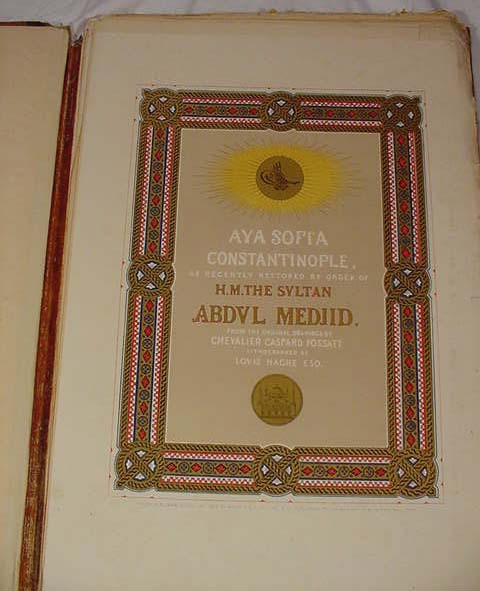 AYA SOFIA
CONSTANTINOPLE,
AS RECENTLY RESTORED BY ORDER OF
H.M. THE SVLTAN
ABDVL MEDJID.
FROM THE ORIGINAL DRAWINGS BY
CHEVALIER GASPARD FOSSATI
LITHOGRAPHED BY
LOVIS HAGHE ESQ.